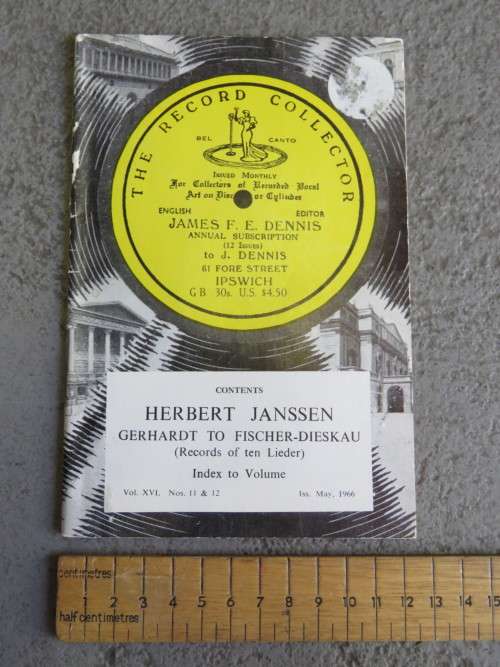 THE RECORD COLLECTOR
BEL CANTO
ISSUED MONTHLY
For Collectors of Recorded Vocal
Art on Disc or Cylinder
ENGLISH EDITOR
JAMES F. E. DENNIS
ANNUAL SUBSCRIPTION
(12 ISSUES)
to J. DENNIS
61 FORE STREET
IPSWICH
G B 30s. U.S. $4.50
CONTENTS
HERBERT JANSSEN
GERHARDT TO FISCHER-DIESKAU
(Records of ten Lieder)
Index to Volume
Vol. XVI. Nos. 11 & 12 Iss. May, 1966
centimetres
1 2 3 4 5 6 7 8 9 10 11 12 13 14 15
half centimetres